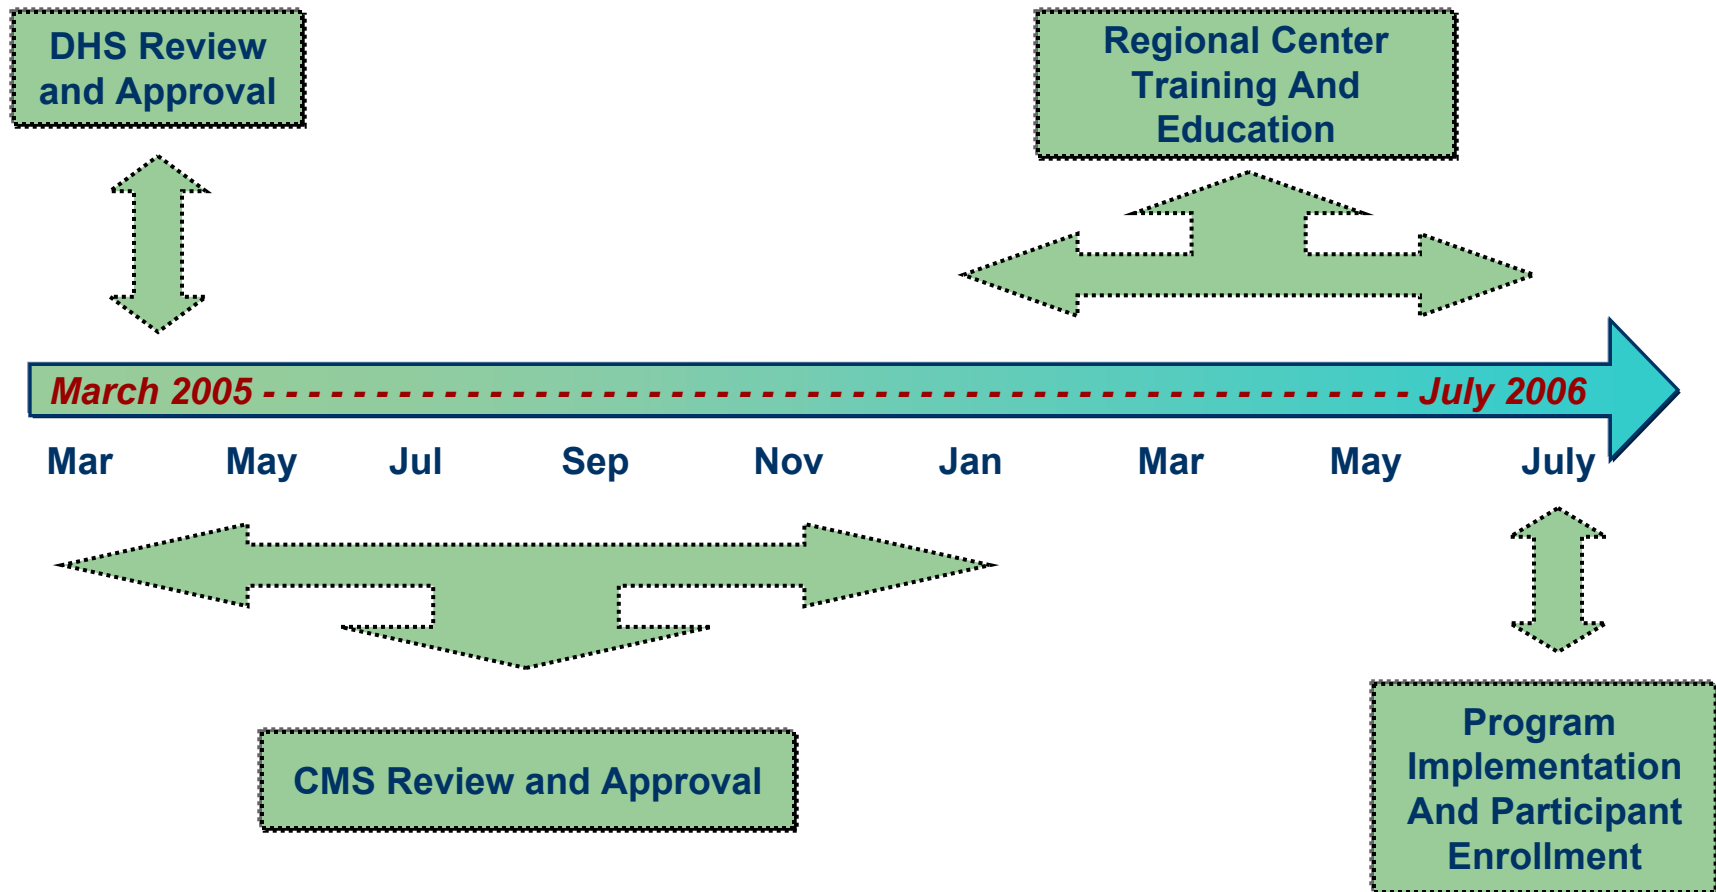 DHS Review
and Approval
Regional Center
Training And
Education
March 2005 - - - - - - - - - - - - - - - - - - - - - - - - - - - - - - - - - - - - - - - - - - - - - - - - - - - - - - - - - - - - - July 2006
Mar May Jul Sep Nov Jan Mar May July
CMS Review and Approval
Program
Implementation
And Participant
Enrollment